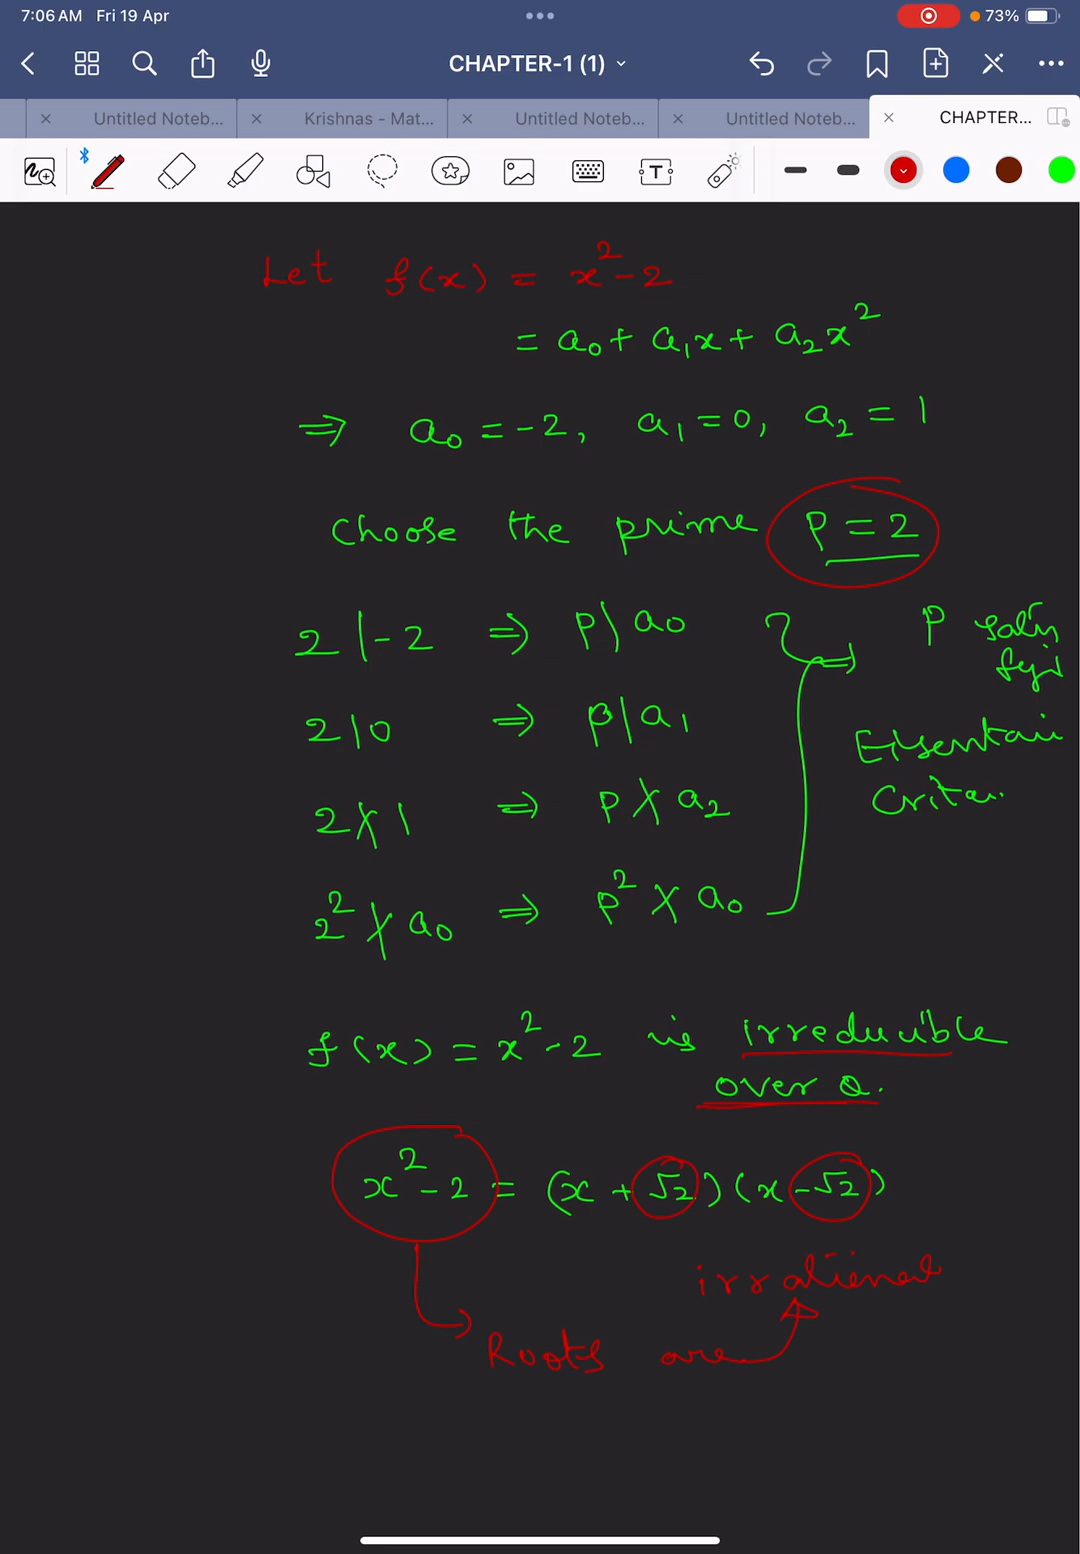 7:06 AM Fri 19 Apr
73%
CHAPTER-1 (1)
Untitled Noteb...
Krishnas - Mat...
Untitled Noteb...
Untitled Noteb...
CHAPTER...
Let f(x) = x² - 2
= a₀ + a₁x + a₂x²
⇒ a₀ = -2, a₁ = 0, a₂ = 1
Choose the prime P = 2
2 | -2 ⇒ P | a₀
P
2 | 0 ⇒ p | a₁
2 ∤ 1 ⇒ P ∤ a₂
2² ∤ a₀ ⇒ p² ∤ a₀
f(x) = x² - 2 is irreducible
over Q.
x² - 2 = (x + √2)(x - √2)
irrational
Roots are